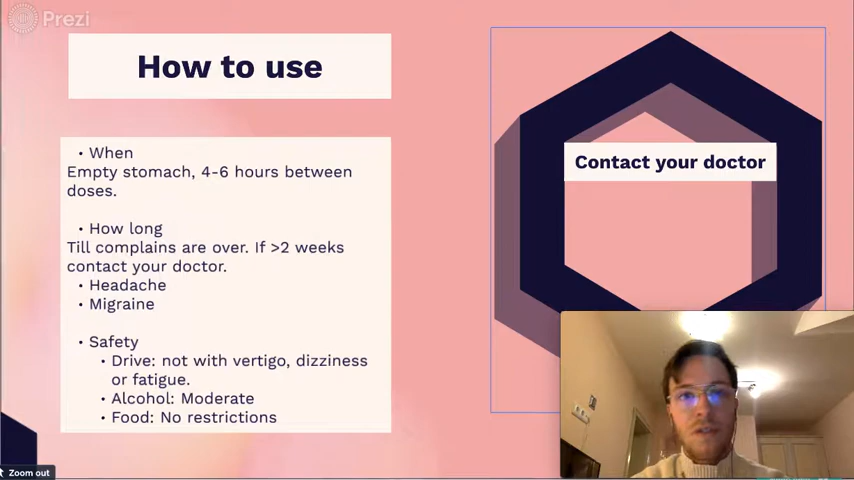 Prezi
How to use
• When
Empty stomach, 4-6 hours between
doses.
• How long
Till complains are over. If >2 weeks
contact your doctor.
• Headache
• Migraine
• Safety
• Drive: not with vertigo, dizziness
or fatigue.
• Alcohol: Moderate
• Food: No restrictions
Contact your doctor
Zoom out